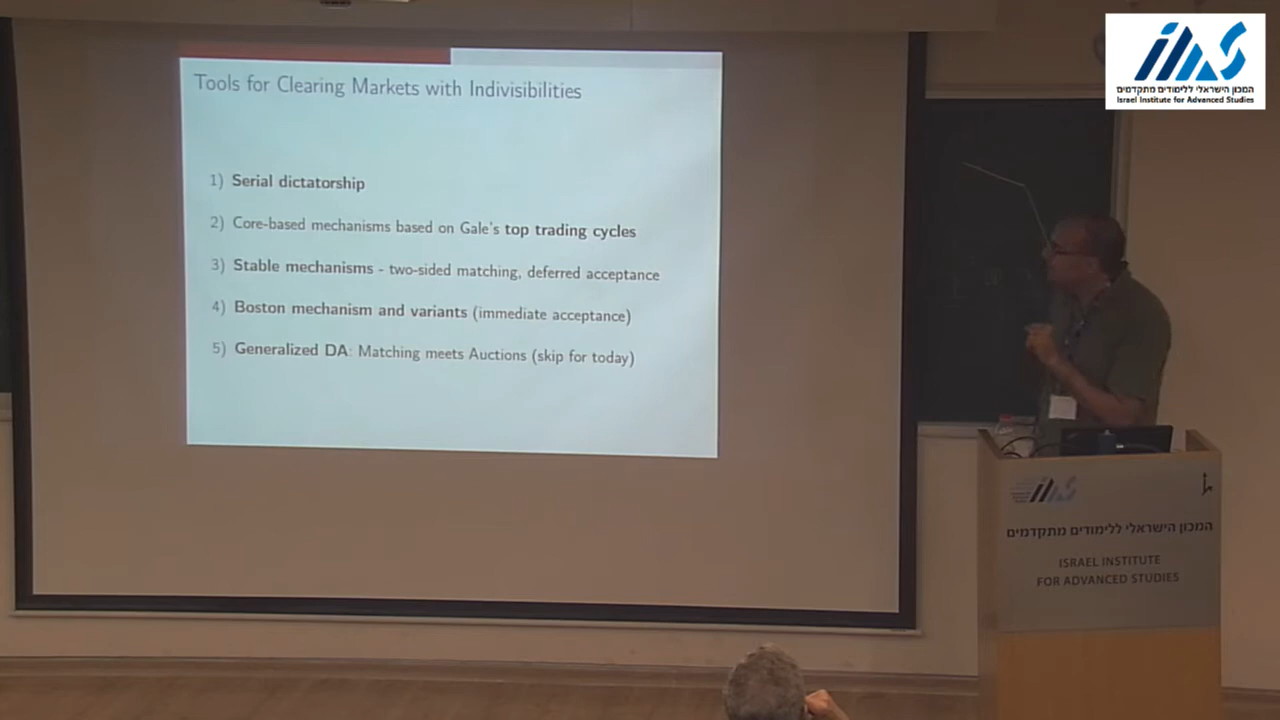 Tools for Clearing Markets with Indivisibilities
1) Serial dictatorship
2) Core-based mechanisms based on Gale's top trading cycles
3) Stable mechanisms - two-sided matching, deferred acceptance
4) Boston mechanism and variants (immediate acceptance)
5) Generalized DA: Matching meets Auctions (skip for today)
המכון הישראלי ללימודים מתקדמים
Israel Institute for Advanced Studies
המכון הישראלי ללימודים מתקדמים
ISRAEL INSTITUTE
FOR ADVANCED STUDIES